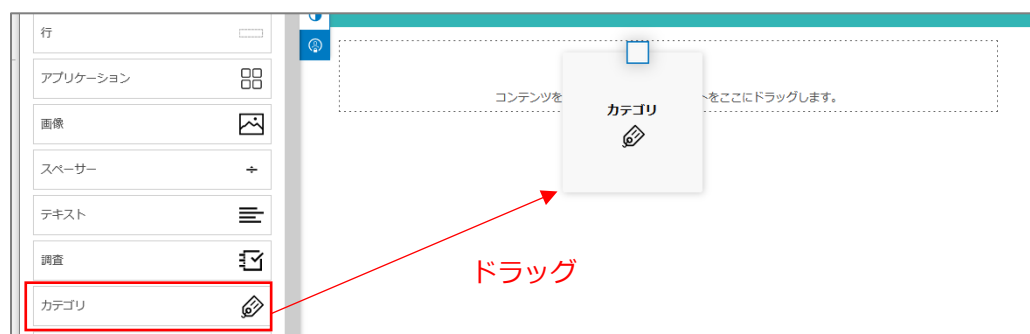 行
アプリケーション
画像
スペーサー
テキスト
調査
カテゴリ
コンテンツを
カテゴリ
をここにドラッグします。
ドラッグ